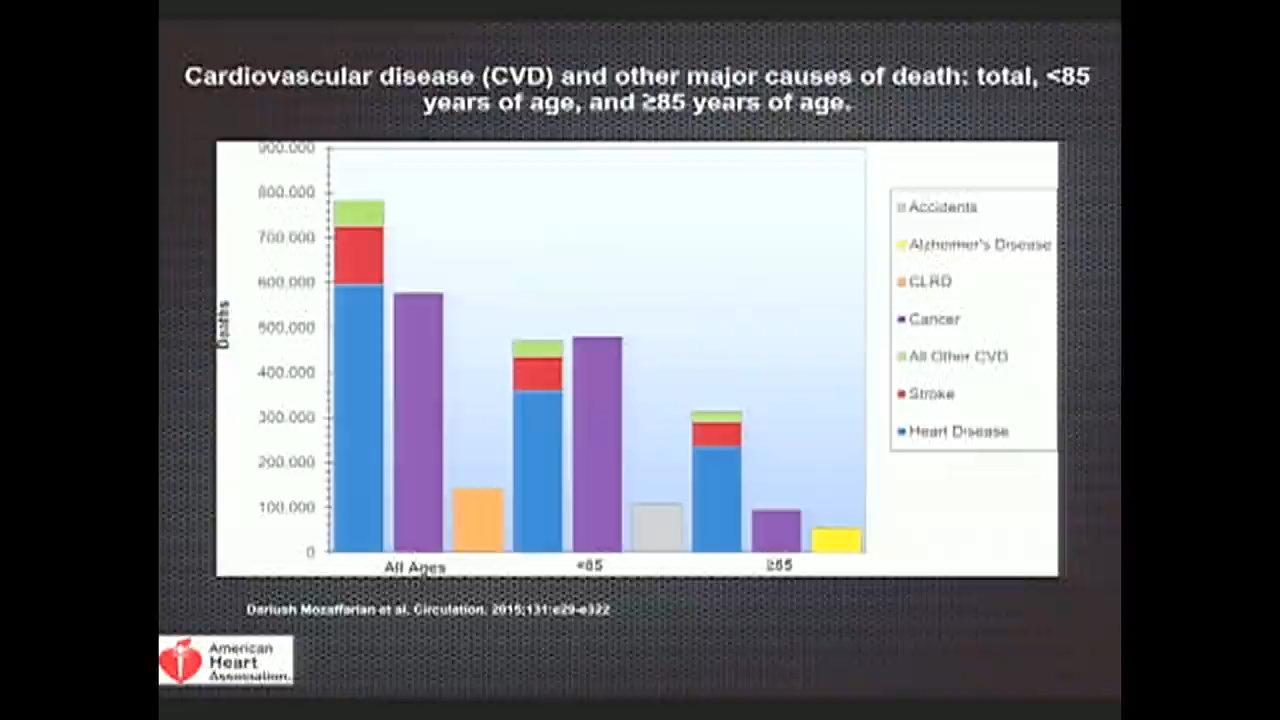 Cardiovascular disease (CVD) and other major causes of death: total, <85
years of age, and ≥85 years of age.
900,000
800,000
700,000
600,000
500,000
400,000
300,000
200,000
100,000
0
Deaths
All Ages
<85
≥85
Accidents
Alzheimer's Disease
CLRD
Cancer
All Other CVD
Stroke
Heart Disease
Dariush Mozaffarian et al. Circulation. 2015;131:e29-e322
American
Heart
Association.